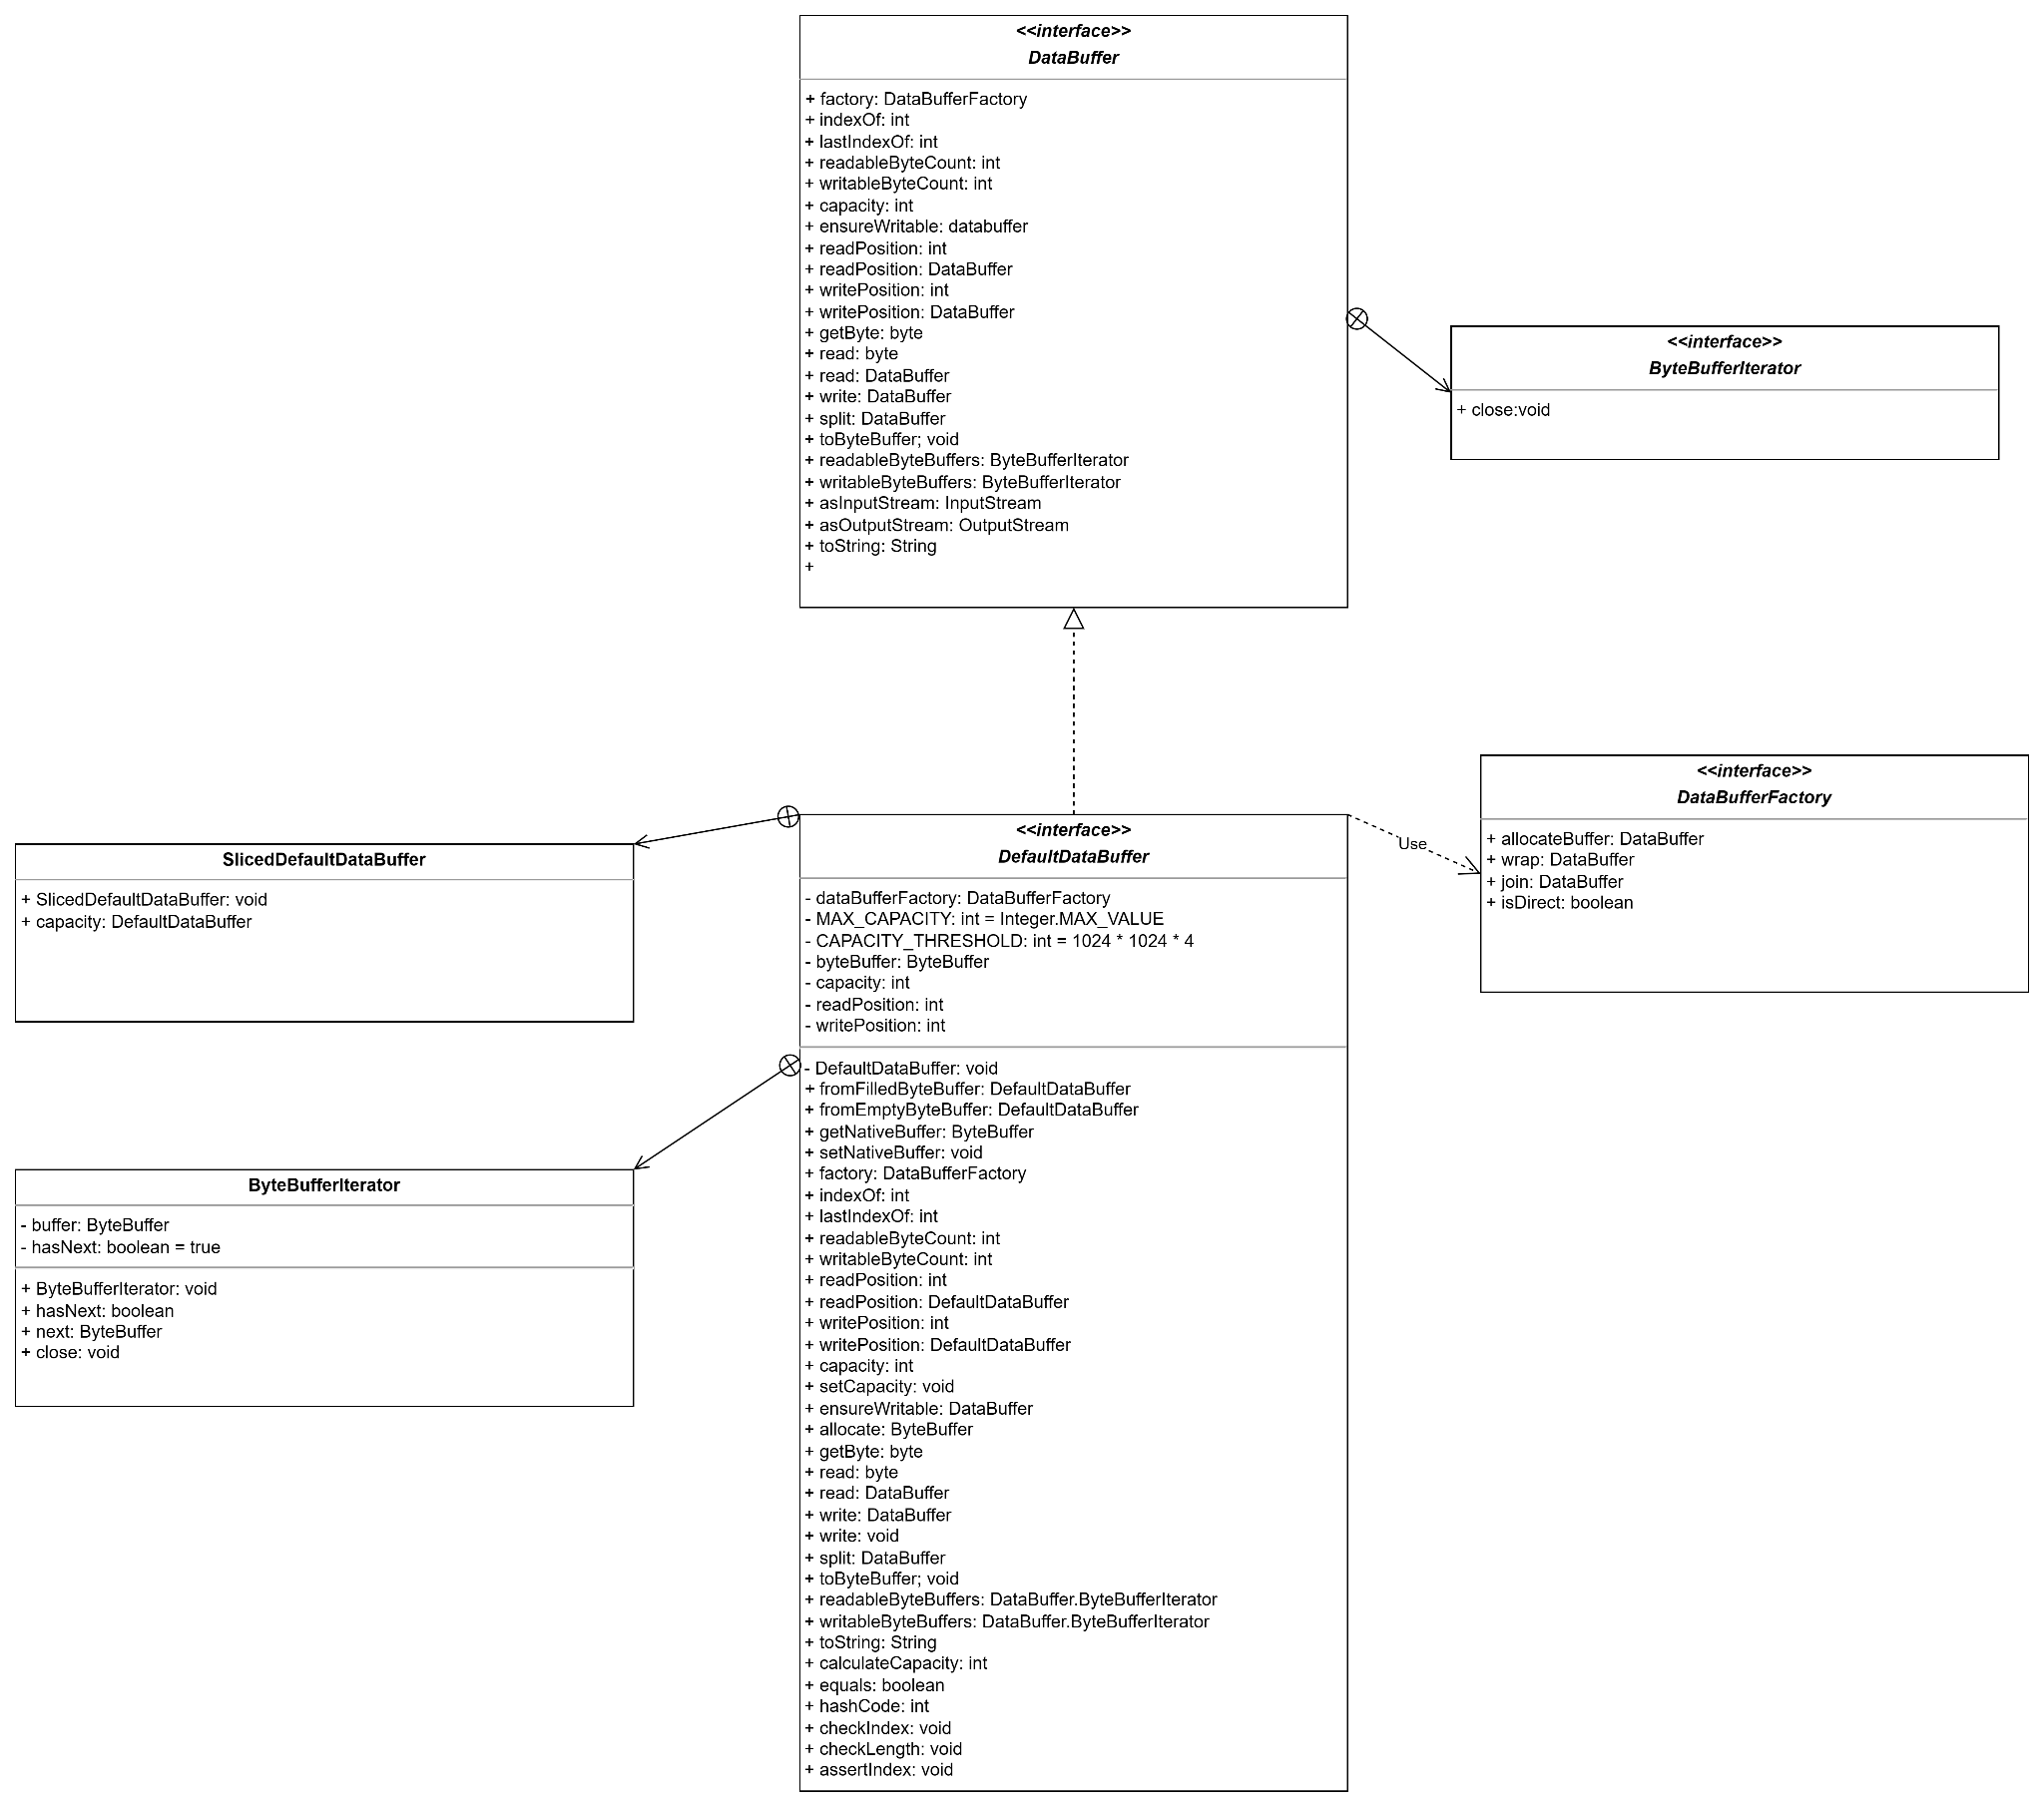 <<interface>>
DataBuffer
+ factory: DataBufferFactory
+ indexOf: int
+ lastIndexOf: int
+ readableByteCount: int
+ writableByteCount: int
+ capacity: int
+ ensureWritable: databuffer
+ readPosition: int
+ readPosition: DataBuffer
+ writePosition: int
+ writePosition: DataBuffer
+ getByte: byte
+ read: byte
+ read: DataBuffer
+ write: DataBuffer
+ split: DataBuffer
+ toByteBuffer; void
+ readableByteBuffers: ByteBufferIterator
+ writableByteBuffers: ByteBufferIterator
+ asInputStream: InputStream
+ asOutputStream: OutputStream
+ toString: String
+
<<interface>>
ByteBufferIterator
+ close:void
<<interface>>
DataBufferFactory
+ allocateBuffer: DataBuffer
+ wrap: DataBuffer
+ join: DataBuffer
+ isDirect: boolean
Use
SlicedDefaultDataBuffer
+ SlicedDefaultDataBuffer: void
+ capacity: DefaultDataBuffer
<<interface>>
DefaultDataBuffer
- dataBufferFactory: DataBufferFactory
- MAX_CAPACITY: int = Integer.MAX_VALUE
- CAPACITY_THRESHOLD: int = 1024 * 1024 * 4
- byteBuffer: ByteBuffer
- capacity: int
- readPosition: int
- writePosition: int
- DefaultDataBuffer: void
+ fromFilledByteBuffer: DefaultDataBuffer
+ fromEmptyByteBuffer: DefaultDataBuffer
+ getNativeBuffer: ByteBuffer
+ setNativeBuffer: void
+ factory: DataBufferFactory
+ indexOf: int
+ lastIndexOf: int
+ readableByteCount: int
+ writableByteCount: int
+ readPosition: int
+ readPosition: DefaultDataBuffer
+ writePosition: int
+ writePosition: DefaultDataBuffer
+ capacity: int
+ setCapacity: void
+ ensureWritable: DataBuffer
+ allocate: ByteBuffer
+ getByte: byte
+ read: byte
+ read: DataBuffer
+ write: DataBuffer
+ write: void
+ split: DataBuffer
+ toByteBuffer; void
+ readableByteBuffers: DataBuffer.ByteBufferIterator
+ writableByteBuffers: DataBuffer.ByteBufferIterator
+ toString: String
+ calculateCapacity: int
+ equals: boolean
+ hashCode: int
+ checkIndex: void
+ checkLength: void
+ assertIndex: void
ByteBufferIterator
- buffer: ByteBuffer
- hasNext: boolean = true
+ ByteBufferIterator: void
+ hasNext: boolean
+ next: ByteBuffer
+ close: void